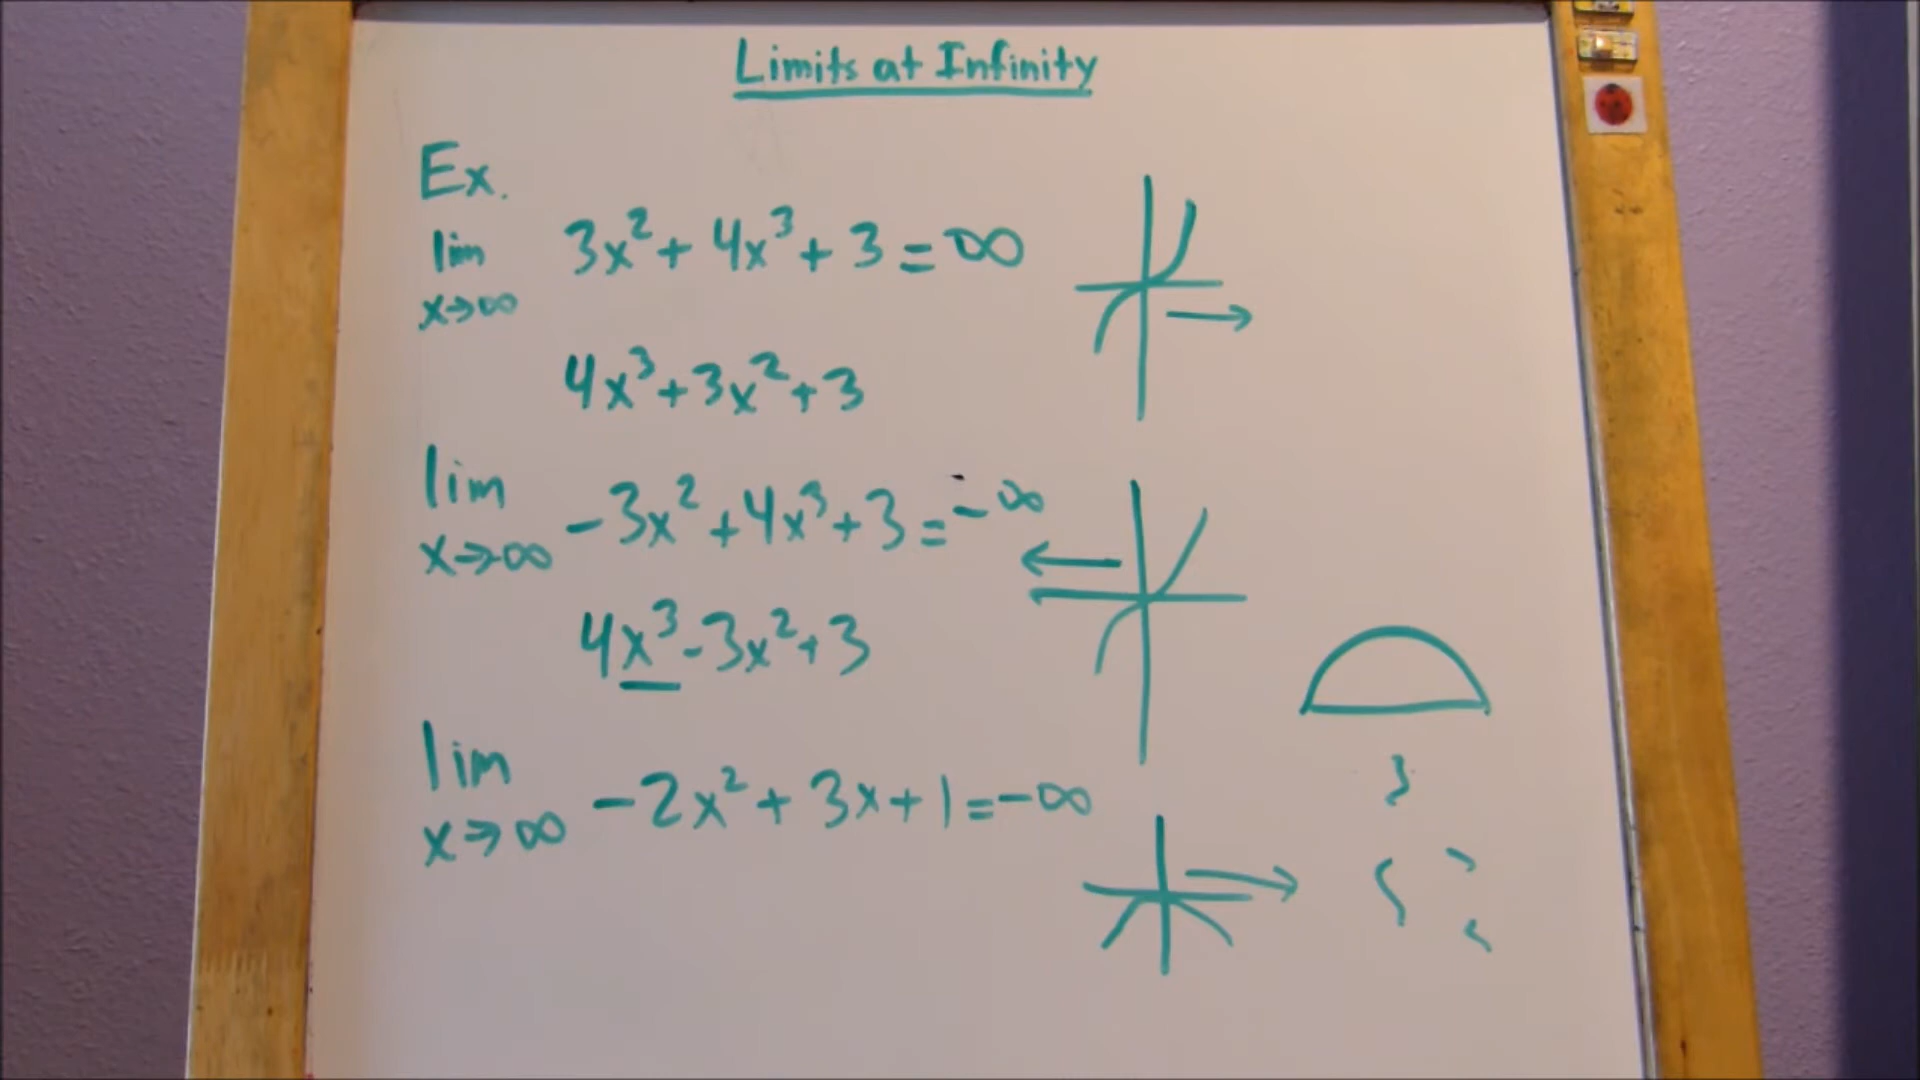 Limits at Infinity
Ex.
lim x→∞ 3x² + 4x³ + 3 = ∞
4x³ + 3x² + 3
lim x→∞ -3x² + 4x³ + 3 = -∞
4x³ - 3x² + 3
lim x→∞ -2x² + 3x + 1 = -∞